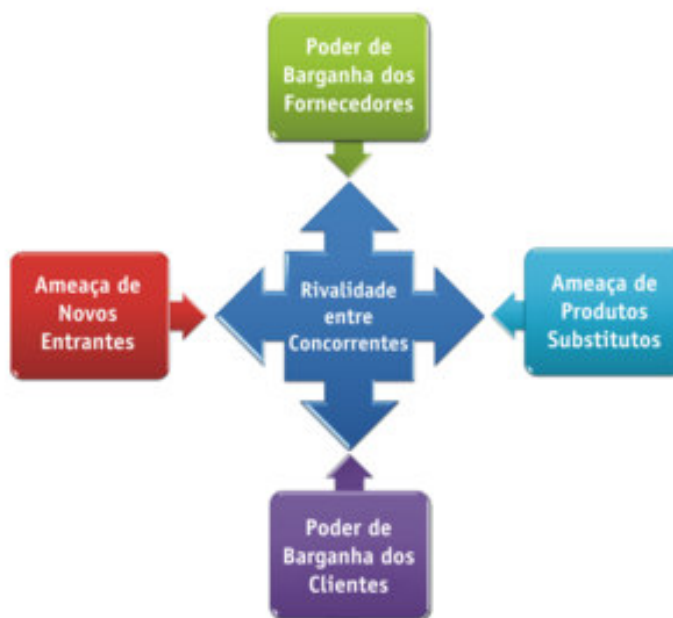 Poder de
Barganha dos
Fornecedores
Ameaça de
Novos
Entrantes
Rivalidade
entre
Concorrentes
Ameaça de
Produtos
Substitutos
Poder de
Barganha dos
Clientes